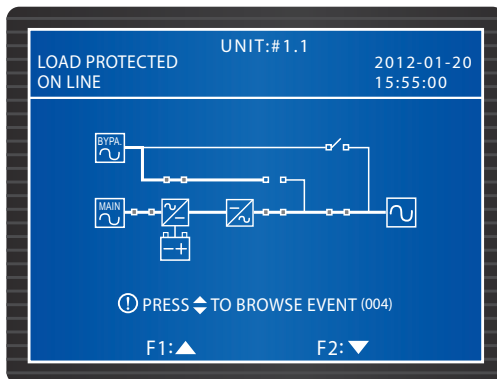 UNIT:#1.1
LOAD PROTECTED
ON LINE
2012-01-20
15:55:00
BYPA.
MAIN
PRESS TO BROWSE EVENT (004)
F1: F2: